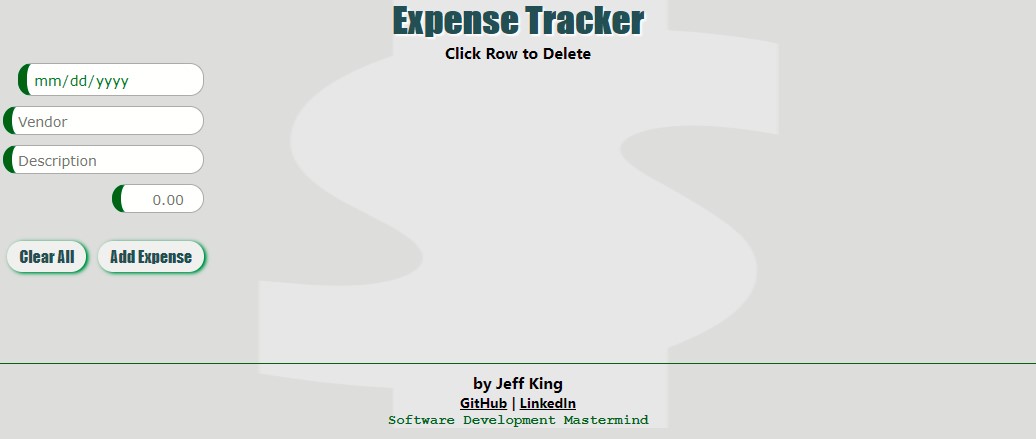 Expense Tracker
Click Row to Delete
mm/dd/yyyy
Vendor
Description
0.00
Clear All Add Expense
by Jeff King
GitHub | LinkedIn
Software Development Mastermind